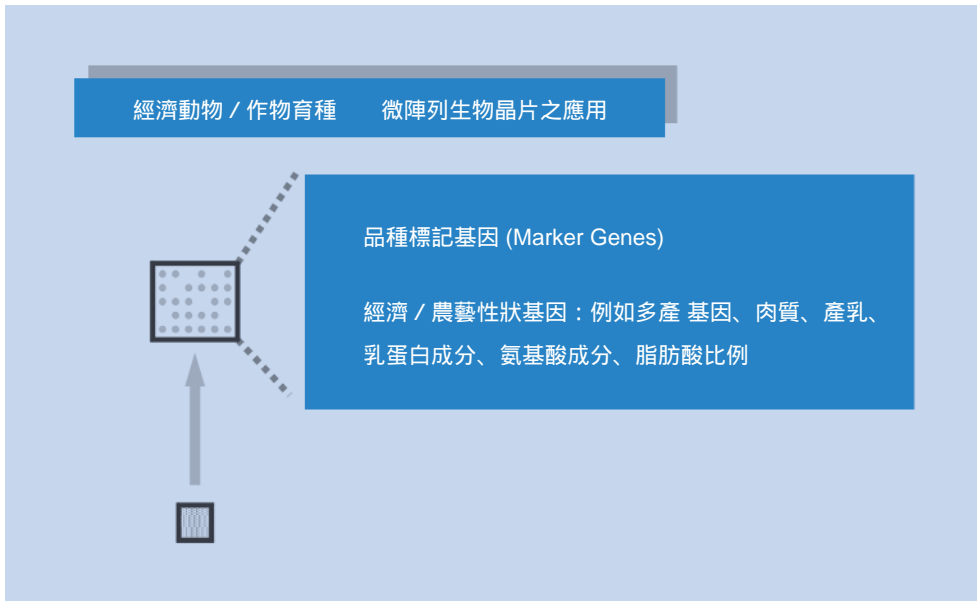 經濟動物 / 作物育種　　微陣列生物晶片之應用
品種標記基因 (Marker Genes)
經濟 / 農藝性狀基因：例如多產 基因、肉質、產乳、
乳蛋白成分、氨基酸成分、脂肪酸比例